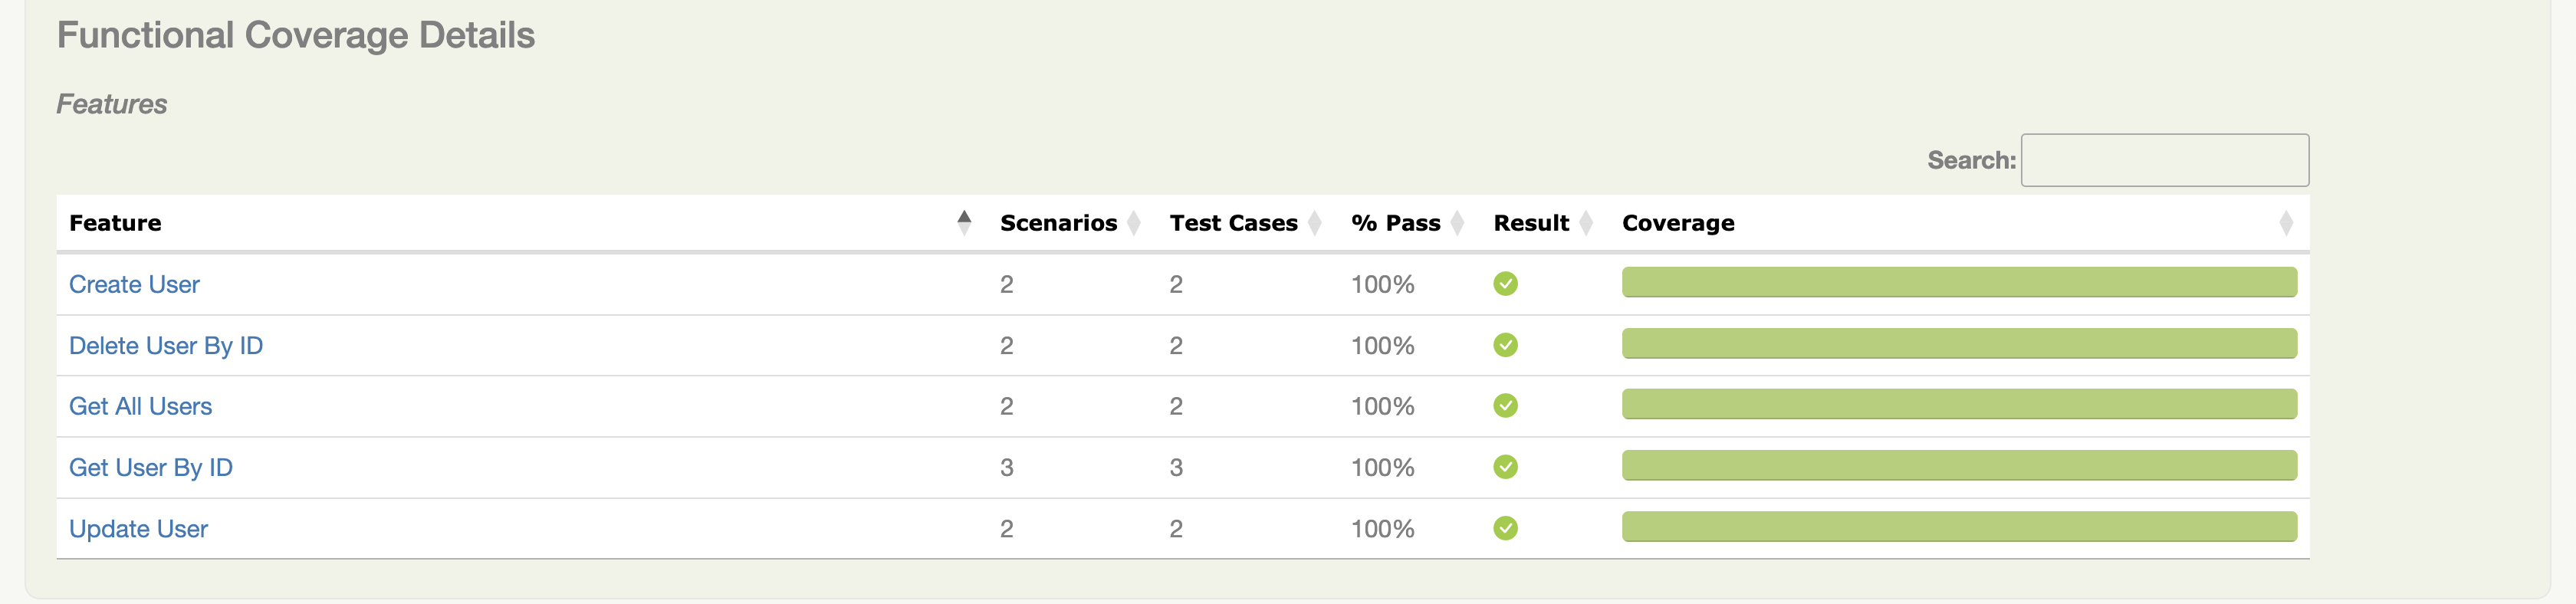 Functional Coverage Details
Features
Search:
Feature Scenarios Test Cases % Pass Result Coverage
Create User 2 2 100%
Delete User By ID 2 2 100%
Get All Users 2 2 100%
Get User By ID 3 3 100%
Update User 2 2 100%